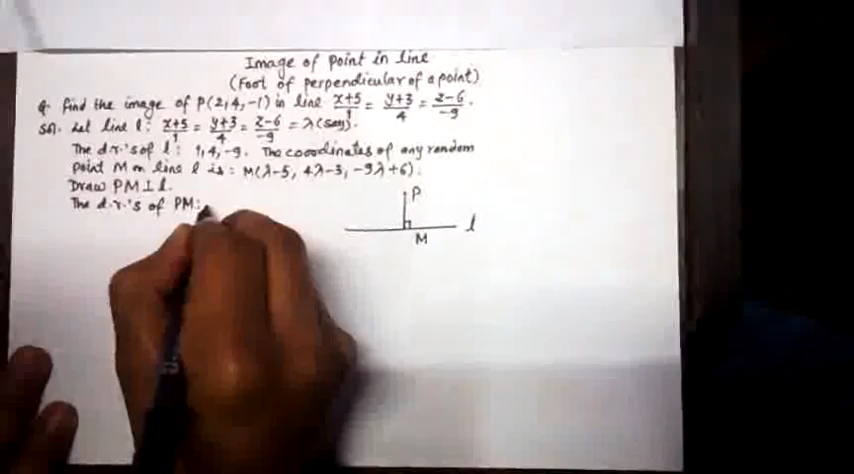 Image of Point in line
(Foot of perpendicular of a point)
Q. Find the image of P(2,4,-1) in line x+5/1 = y+3/4 = z-6/-9.
Sol. Let line l: x+5/1 = y+3/4 = z-6/-9 = λ (say).
The d.r.'s of l: 1, 4, -9. The coordinates of any random
point M on line l is: M(λ-5, 4λ-3, -9λ+6).
Draw PM⊥l.
The d.r.'s of PM:
P
l
M